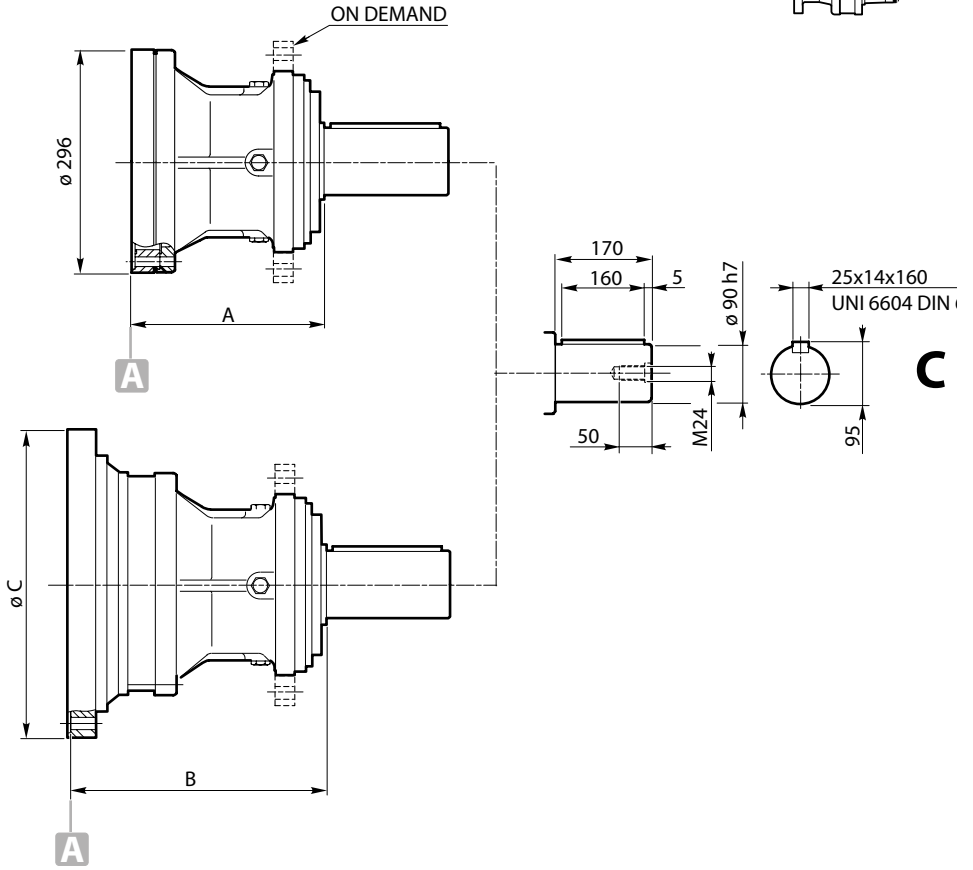 ON DEMAND
ø 296
A
A
170
160
5
ø 90 h7
25x14x160
UNI 6604 DIN
C
50
M24
95
ø C
B
A